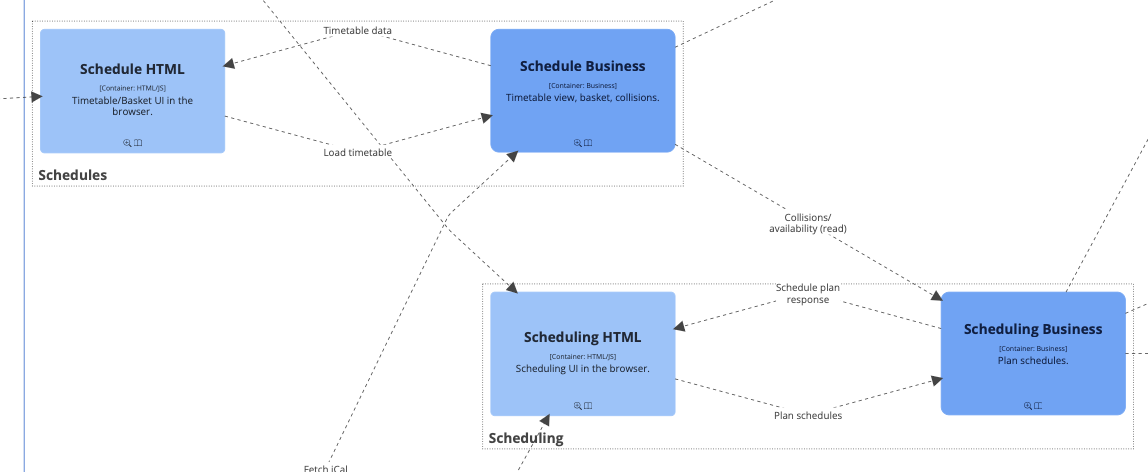 Timetable data
Schedule HTML
[Container: HTML/JS]
Timetable/Basket UI in the
browser.
Schedule Business
[Container: Business]
Timetable view, basket, collisions.
Load timetable
Schedules
Collisions/
availability (read)
Schedule plan
response
Scheduling HTML
[Container: HTML/JS]
Scheduling UI in the browser.
Scheduling Business
[Container: Business]
Plan schedules.
Plan schedules
Scheduling
Fetch iCal